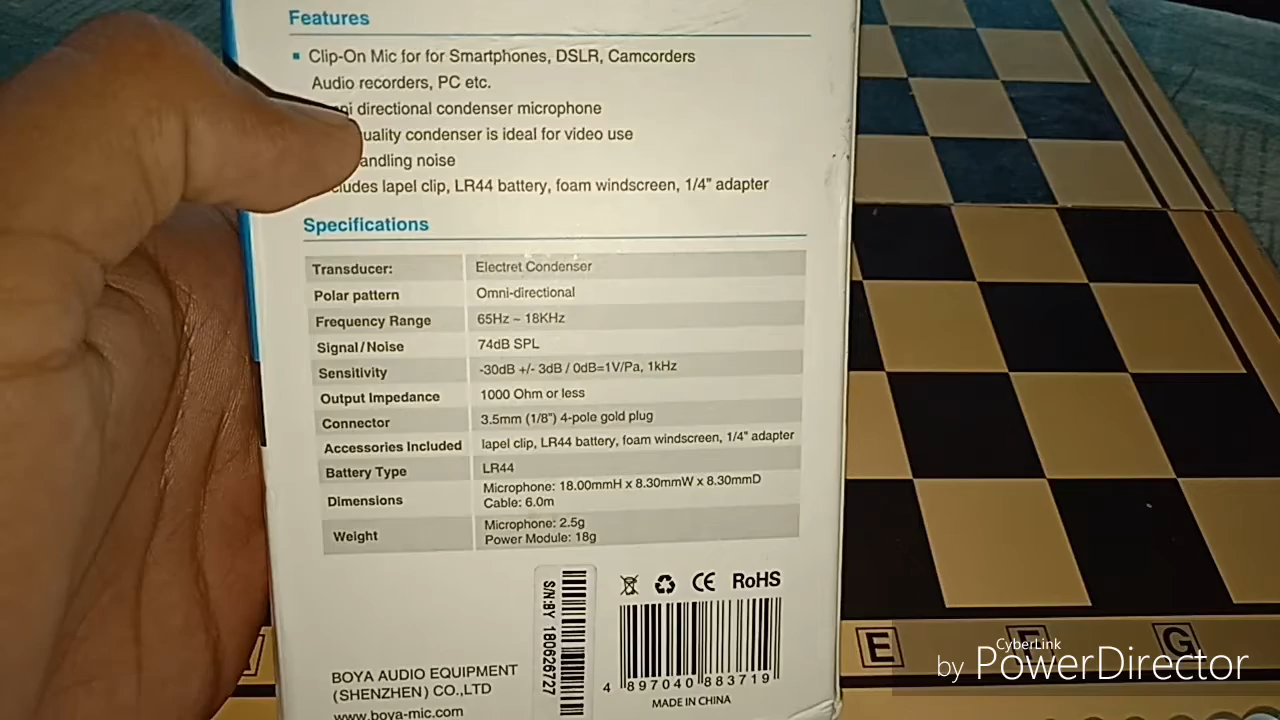 Features
Clip-On Mic for for Smartphones, DSLR, Camcorders
Audio recorders, PC etc.
directional condenser microphone
condenser is ideal for video use
noise
lapel clip, LR44 battery, foam windscreen, 1/4" adapter
Specifications
Transducer: Electret Condenser
Polar pattern Omni-directional
Frequency Range 65Hz ~ 18KHz
Signal/Noise 74dB SPL
Sensitivity -30dB +/- 3dB / 0dB=1V/Pa, 1kHz
Output Impedance 1000 Ohm or less
Connector 3.5mm (1/8") 4-pole gold plug
Accessories Included lapel clip, LR44 battery, foam windscreen, 1/4" adapter
Battery Type LR44
Dimensions Microphone: 18.00mmH x 8.30mmW x 8.30mmD
Cable: 6.0m
Weight Microphone: 2.5g
Power Module: 18g
CE RoHS
S/N:BY 180626727
4 897040 883719
MADE IN CHINA
BOYA AUDIO EQUIPMENT
(SHENZHEN) CO.,LTD
www.boya-mic.com
E F G
CyberLink
by PowerDirector